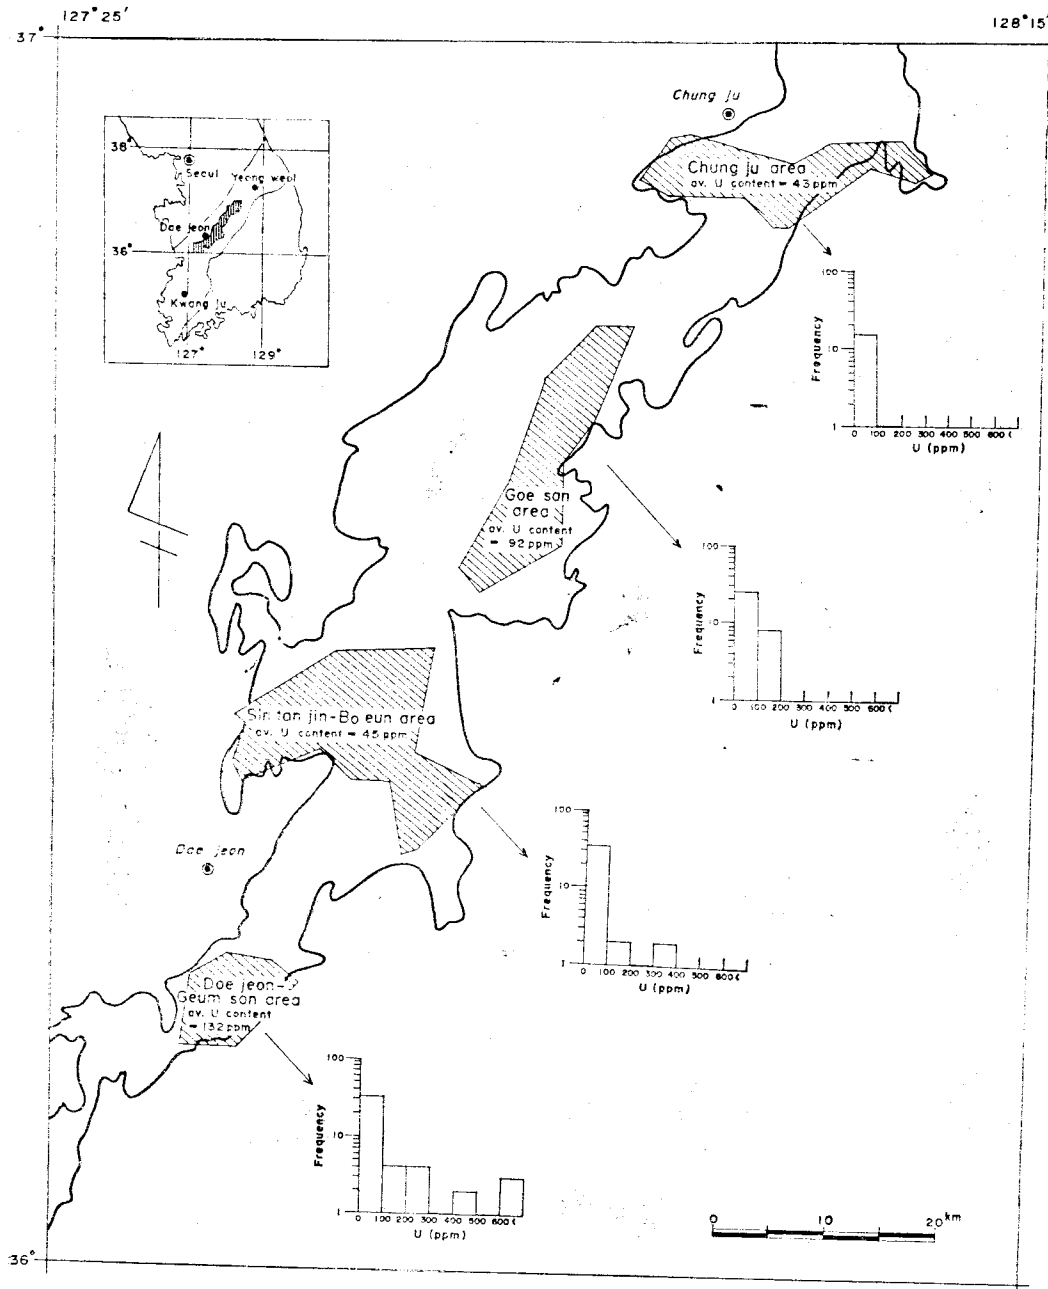 127°25′
128°15′
37°
Chung ju
38°
Seoul
Yeong weol
Dae jeon
36°
Kwang ju
127°
129°
Chung ju area
av. U content = 43 ppm
100
10
1
Frequency
0 100 200 300 400 500 600<
U (ppm)
Goe san
area
av. U content
= 92 ppm
100
10
1
Frequency
0 100 200 300 400 500 600<
U (ppm)
Sin tan jin-Bo eun area
av. U content = 45 ppm
100
10
1
Frequency
0 100 200 300 400 500 600<
U (ppm)
Dae jeon
Dae jeon-
Geum san area
av. U content
= 132 ppm
100
10
1
Frequency
0 100 200 300 400 500 600<
U (ppm)
0 10 20 km
36°